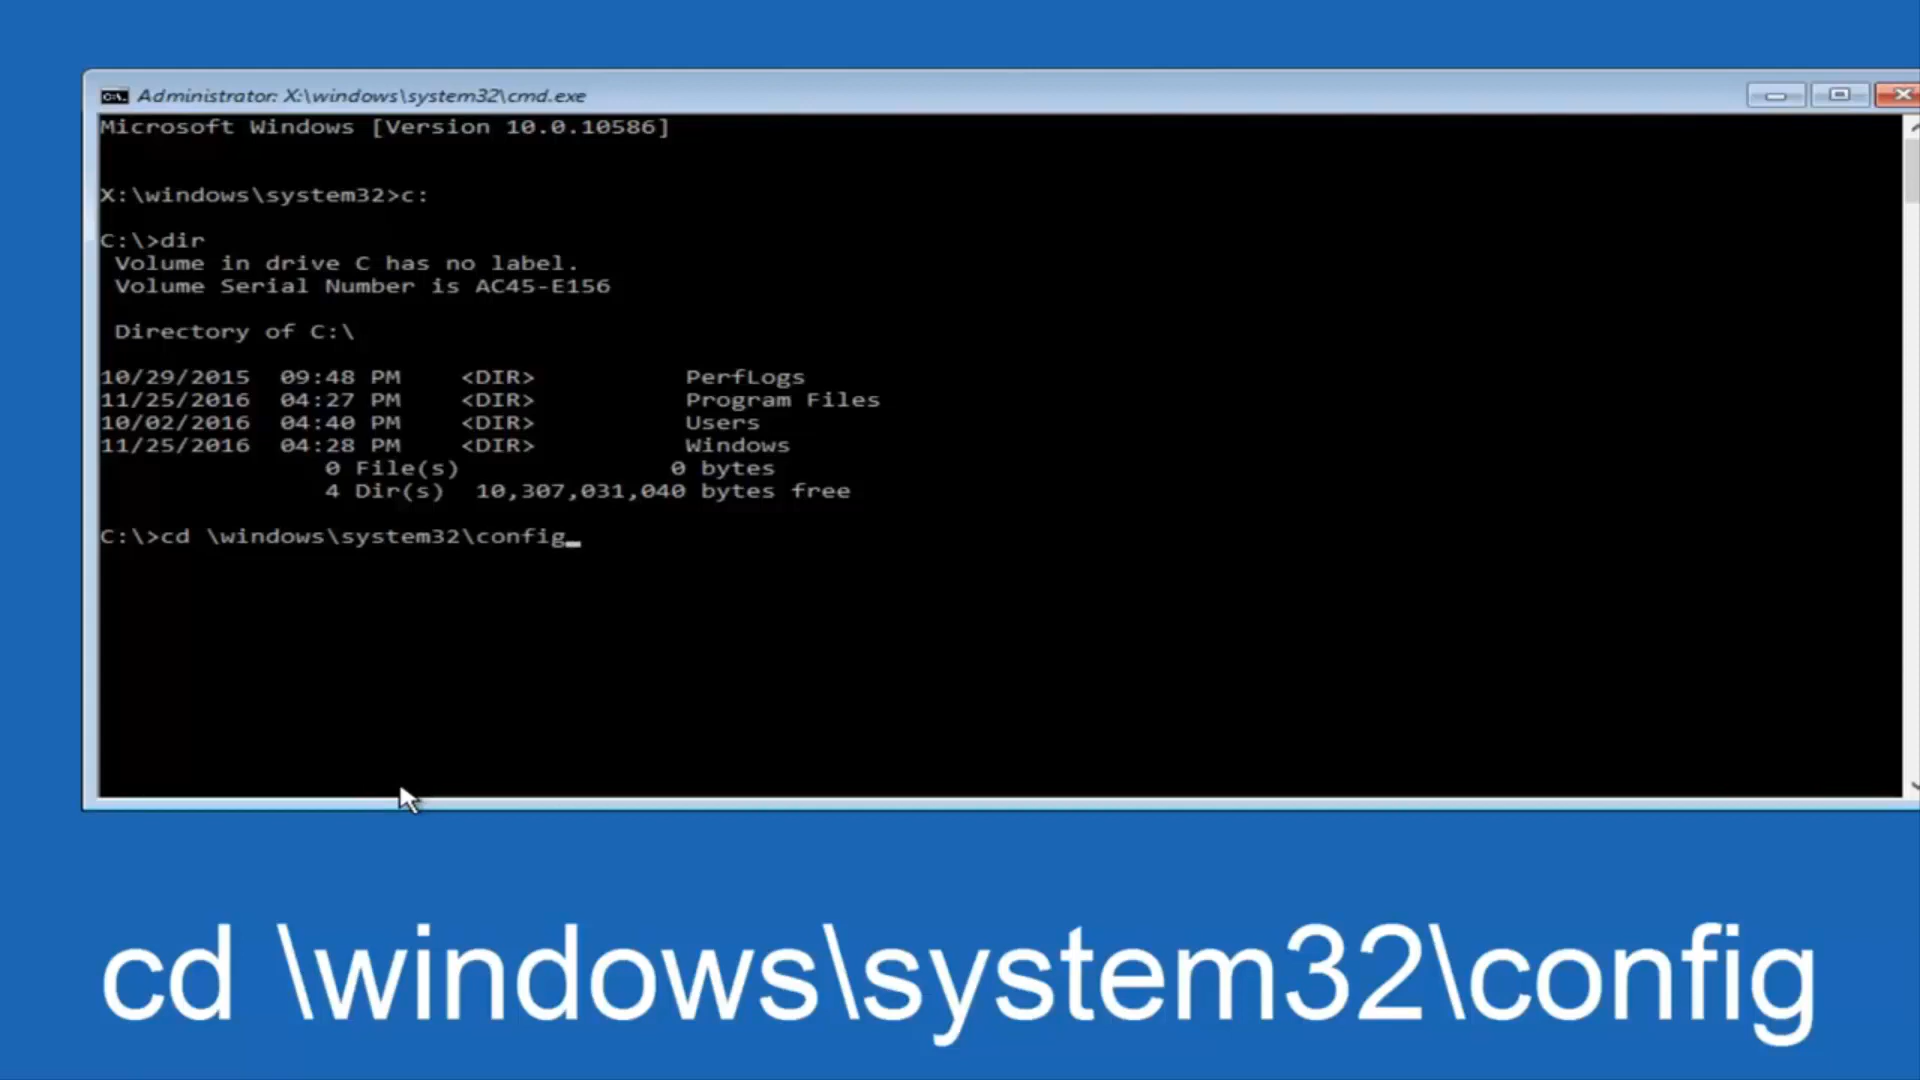 Administrator: X:\windows\system32\cmd.exe
Microsoft Windows [Version 10.0.10586]
X:\windows\system32>c:
C:\>dir
Volume in drive C has no label.
Volume Serial Number is AC45-E156
Directory of C:\
10/29/2015 09:48 PM <DIR> PerfLogs
11/25/2016 04:27 PM <DIR> Program Files
10/02/2016 04:40 PM <DIR> Users
11/25/2016 04:28 PM <DIR> Windows
0 File(s) 0 bytes
4 Dir(s) 10,307,031,040 bytes free
C:\>cd \windows\system32\config_
cd \windows\system32\config